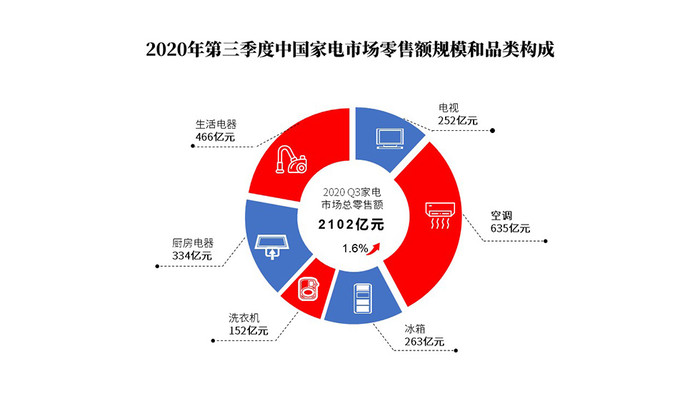 2020年第三季度中国家电市场零售额规模和品类构成
电视
252亿元
生活电器
466亿元
2020 Q3家电
市场总零售额
2102亿元
1.6%
空调
635亿元
厨房电器
334亿元
洗衣机
152亿元
冰箱
263亿元